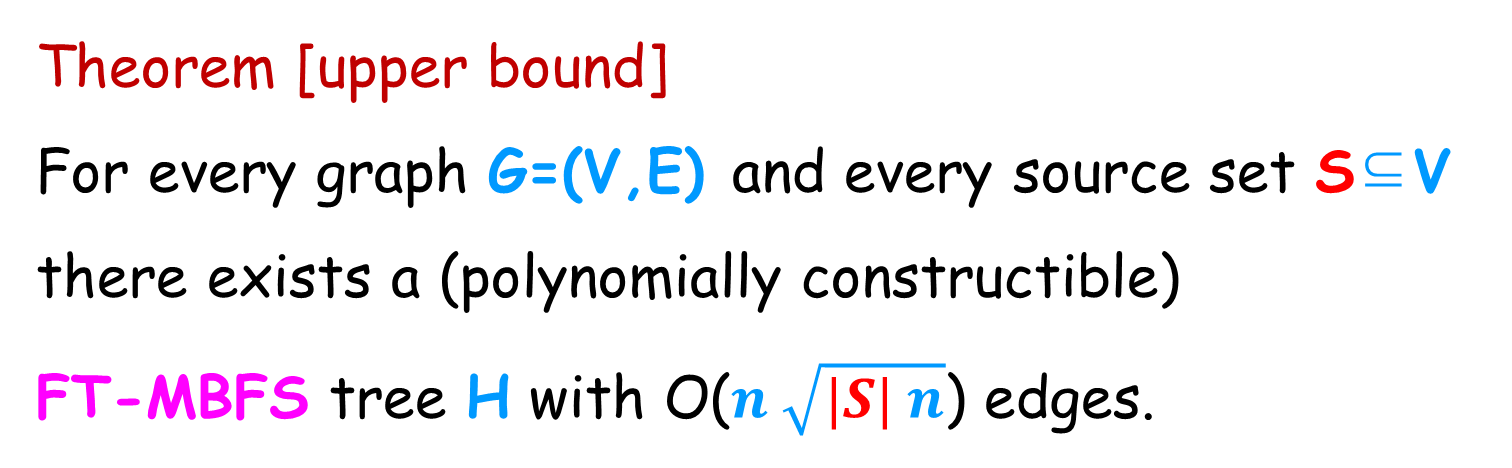 Theorem [upper bound]
For every graph G=(V,E) and every source set S⊆V
there exists a (polynomially constructible)
FT-MBFS tree H with O(n √|S| n) edges.